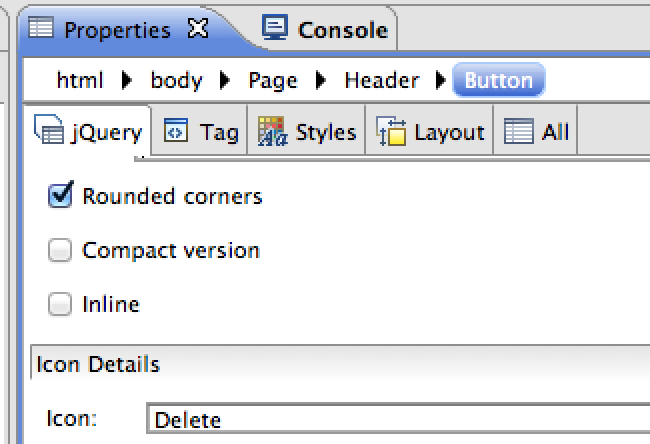 Properties Console
html body Page Header Button
jQuery Tag Styles Layout All
Rounded corners
Compact version
Inline
Icon Details
Icon: Delete